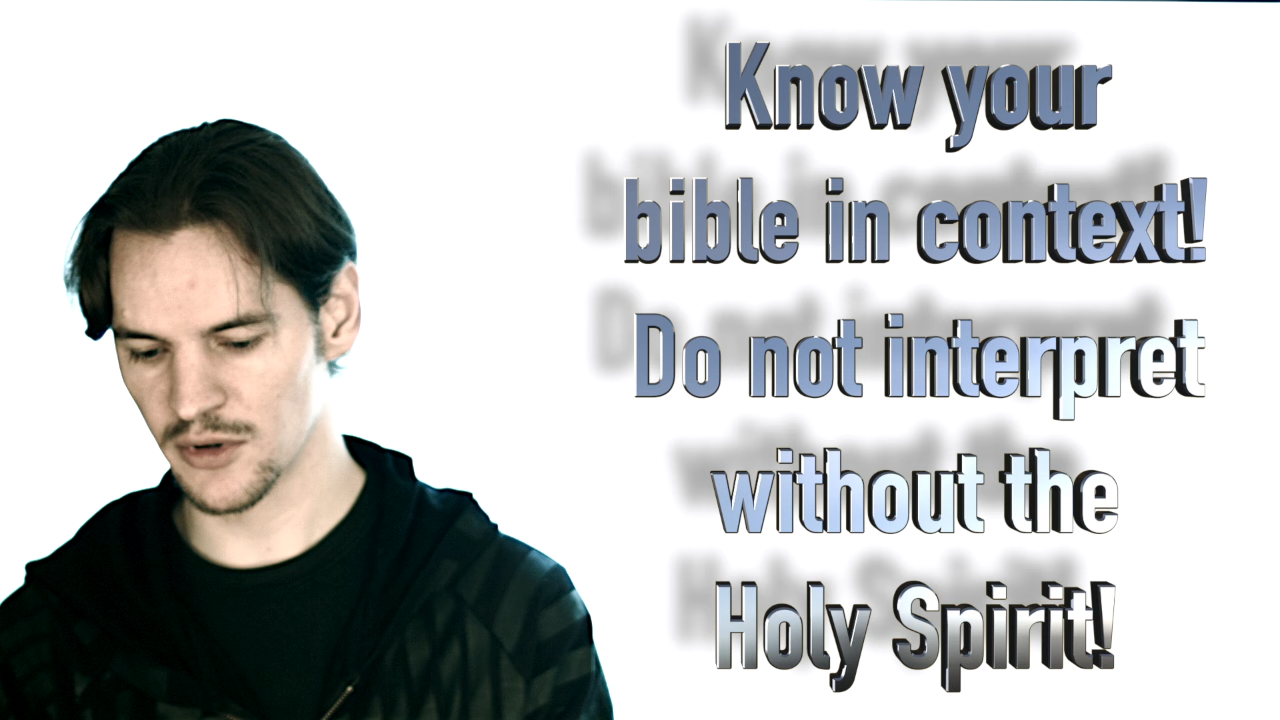 Know your
bible in context!
Do not interpret
without the
Holy Spirit!